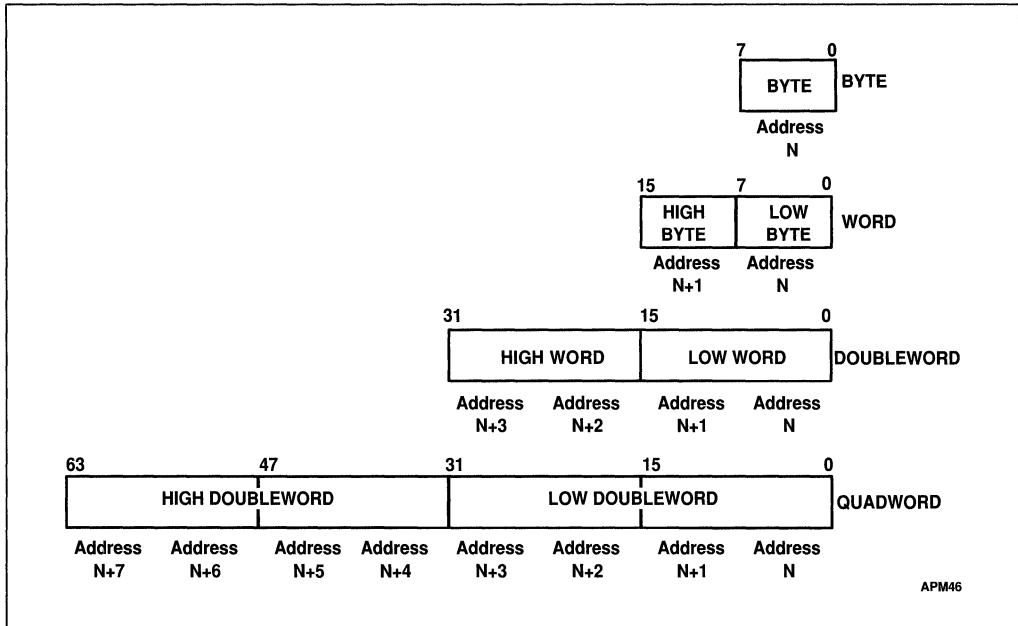 7 0
BYTE BYTE
Address
N
15 7 0
HIGH LOW WORD
BYTE BYTE
Address Address
N+1 N
31 15 0
HIGH WORD LOW WORD DOUBLEWORD
Address Address Address Address
N+3 N+2 N+1 N
63 47 31 15 0
HIGH DOUBLEWORD LOW DOUBLEWORD QUADWORD
Address Address Address Address Address Address Address Address
N+7 N+6 N+5 N+4 N+3 N+2 N+1 N
APM46